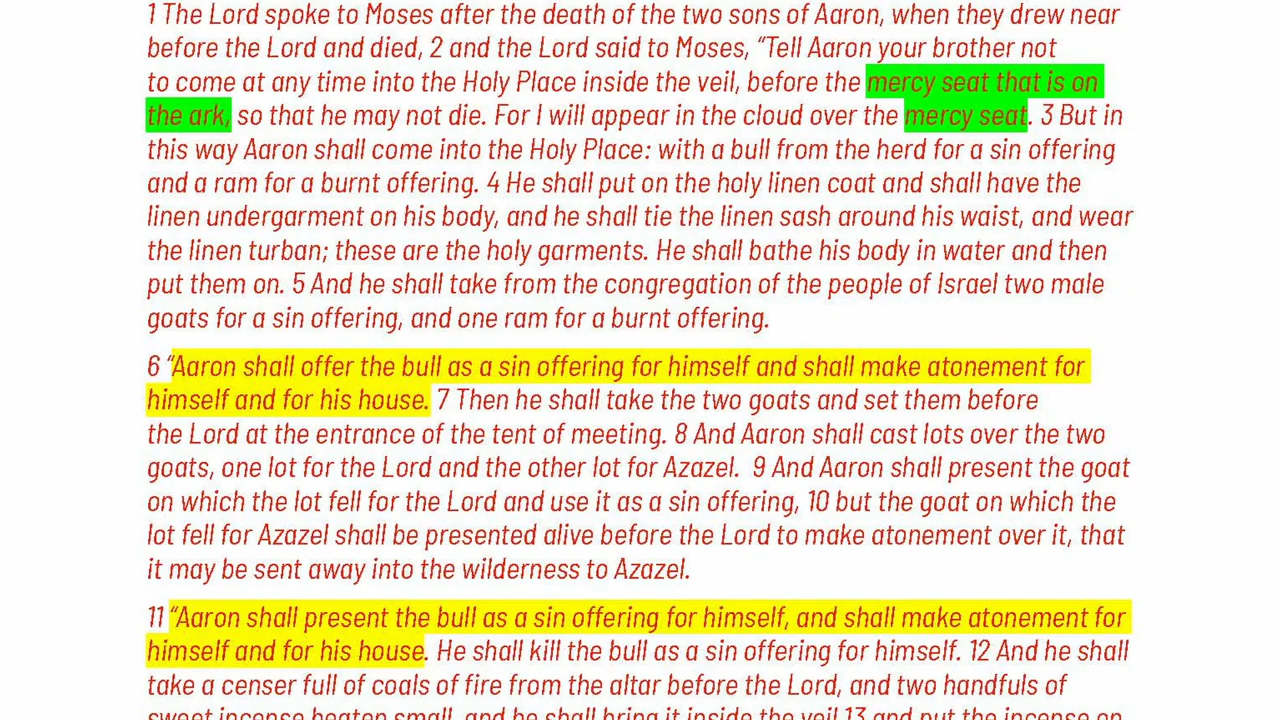 1 The Lord spoke to Moses after the death of the two sons of Aaron, when they drew near
before the Lord and died, 2 and the Lord said to Moses, “Tell Aaron your brother not
to come at any time into the Holy Place inside the veil, before the mercy seat that is on
the ark, so that he may not die. For I will appear in the cloud over the mercy seat. 3 But in
this way Aaron shall come into the Holy Place: with a bull from the herd for a sin offering
and a ram for a burnt offering. 4 He shall put on the holy linen coat and shall have the
linen undergarment on his body, and he shall tie the linen sash around his waist, and wear
the linen turban; these are the holy garments. He shall bathe his body in water and then
put them on. 5 And he shall take from the congregation of the people of Israel two male
goats for a sin offering, and one ram for a burnt offering.
6 “Aaron shall offer the bull as a sin offering for himself and shall make atonement for
himself and for his house. 7 Then he shall take the two goats and set them before
the Lord at the entrance of the tent of meeting. 8 And Aaron shall cast lots over the two
goats, one lot for the Lord and the other lot for Azazel. 9 And Aaron shall present the goat
on which the lot fell for the Lord and use it as a sin offering, 10 but the goat on which the
lot fell for Azazel shall be presented alive before the Lord to make atonement over it, that
it may be sent away into the wilderness to Azazel.
11 “Aaron shall present the bull as a sin offering for himself, and shall make atonement for
himself and for his house. He shall kill the bull as a sin offering for himself. 12 And he shall
take a censer full of coals of fire from the altar before the Lord, and two handfuls of
sweet incense beaten small, and he shall bring it inside the veil 13 and put the incense on